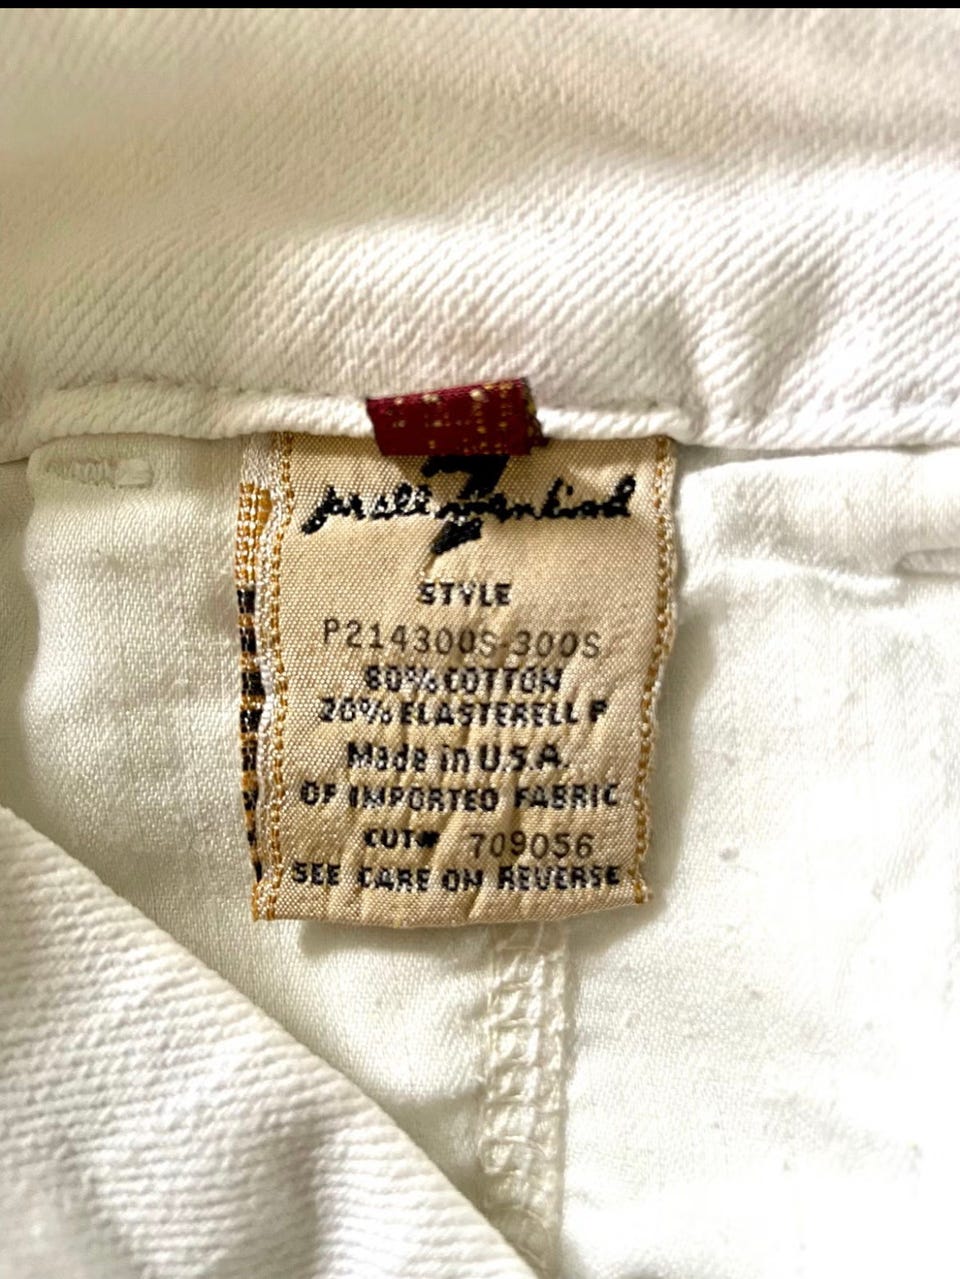 7
for all mankind
STYLE
P214300S-300S
80% COTTON
20% ELASTERELL P
Made in U.S.A.
OF IMPORTED FABRIC
CUT# 709056
SEE CARE ON REVERSE